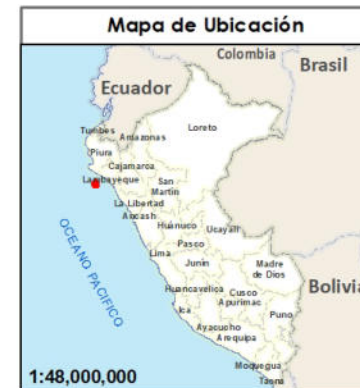 Mapa de Ubicación
Colombia
Brasil
Ecuador
Tumbes
Amazonas
Loreto
Piura
Cajamarca
Lambayeque
San
Martin
La Libertad
Ancash
Huánuco
Ucayali
Pasco
OCEANO PACIFICO
Lima
Junín
Madre
de Dios
Huancavelica
Cusco
Bolivia
Apurimac
Ica
Puno
Ayacucho
Arequipa
Moquegua
Tacna
1:48,000,000